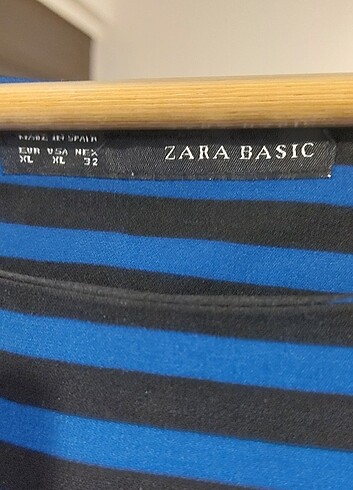 MADE IN SPAIN
EUR USA MEX
XL XL 32
ZARA BASIC